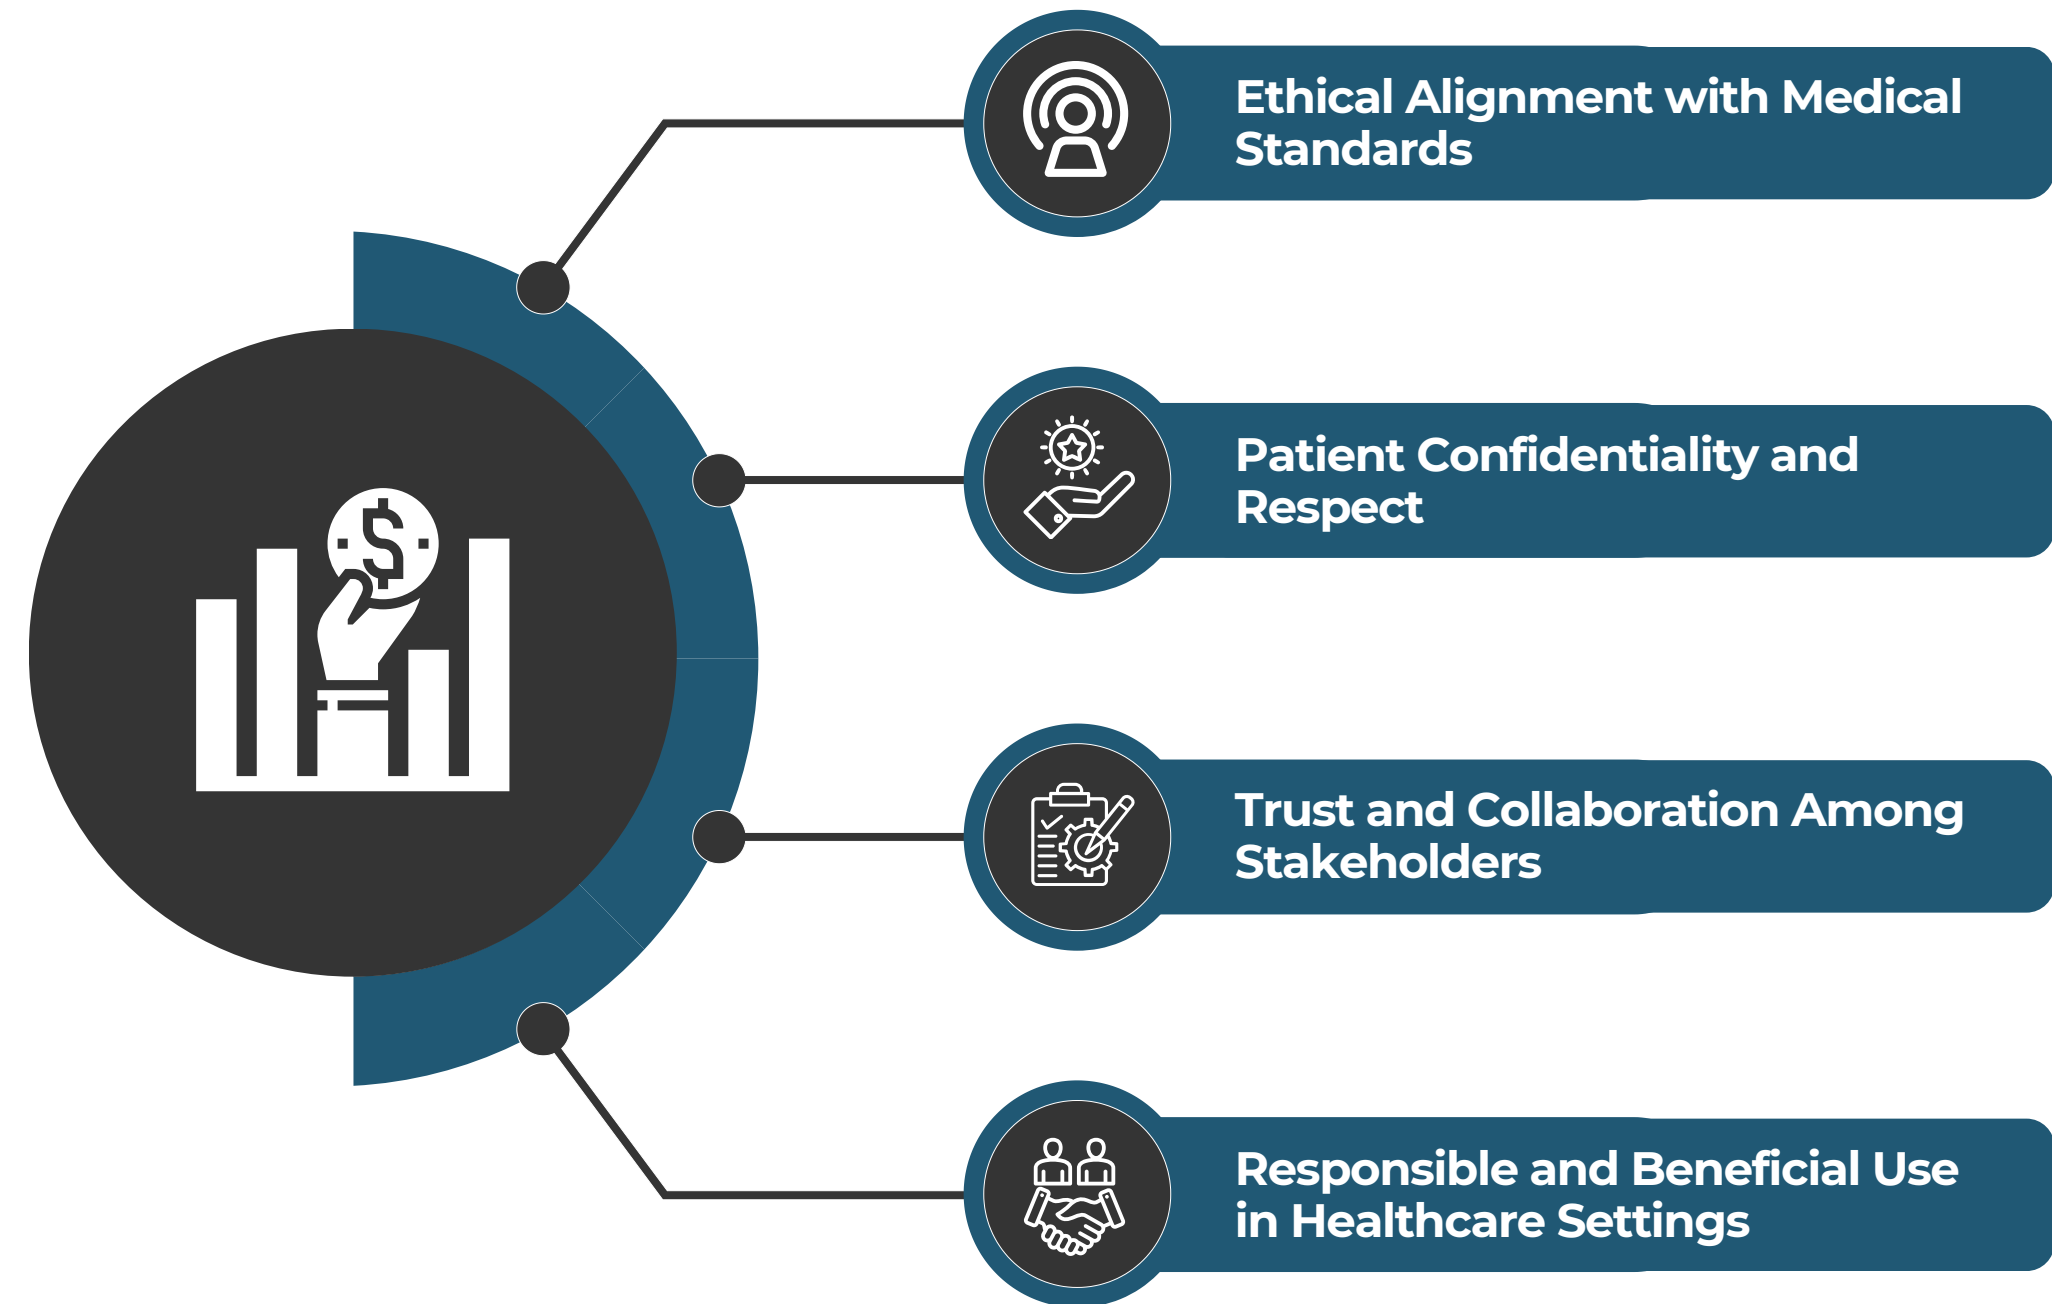 Ethical Alignment with Medical
Standards
Patient Confidentiality and
Respect
Trust and Collaboration Among
Stakeholders
Responsible and Beneficial Use
in Healthcare Settings
$